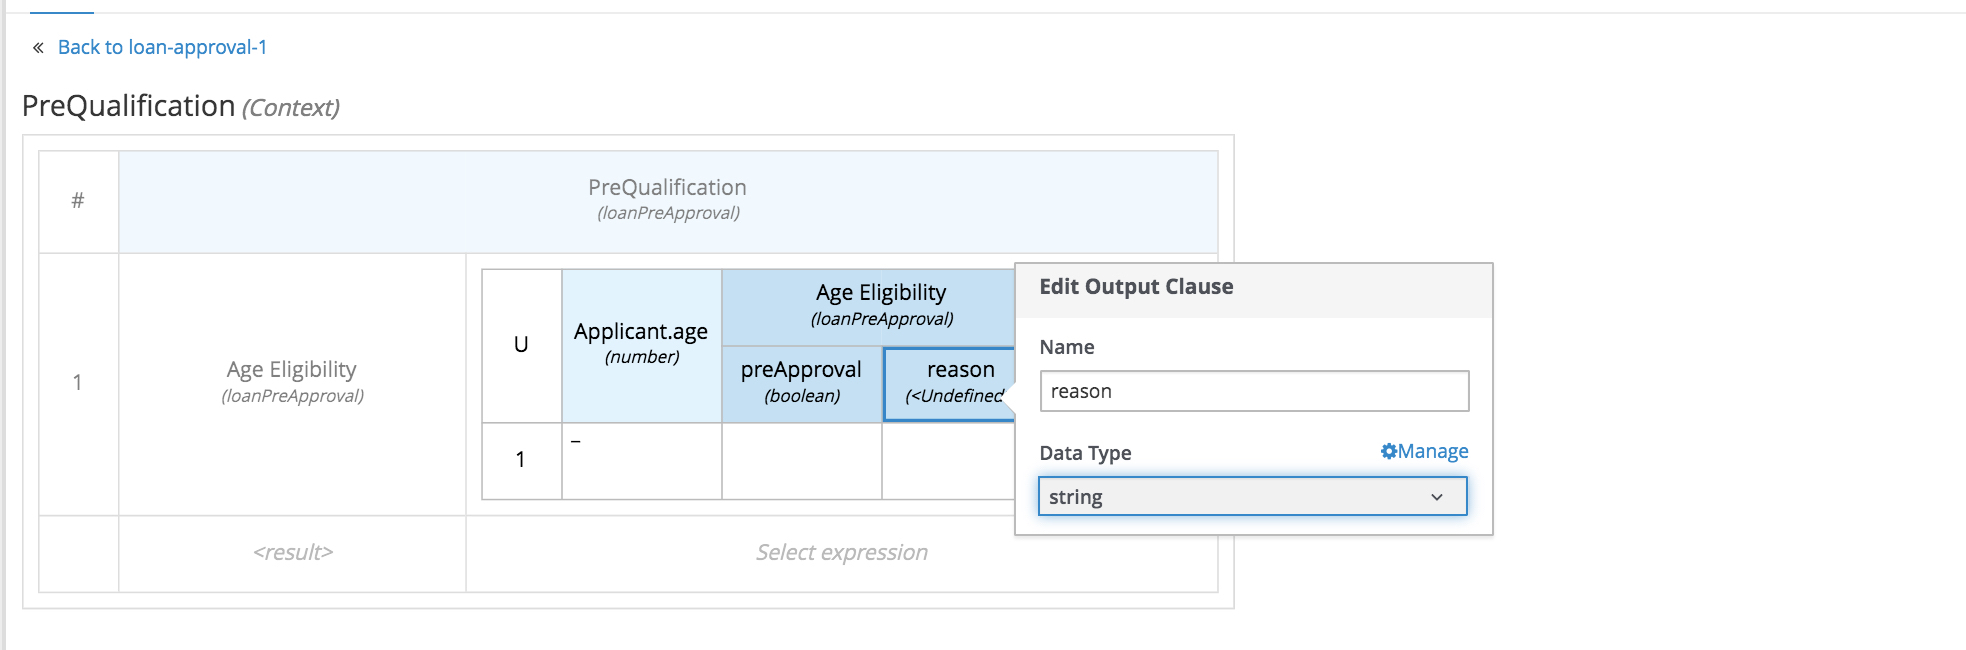 « Back to loan-approval-1
PreQualification (Context)
#
PreQualification
(loanPreApproval)
1
Age Eligibility
(loanPreApproval)
U
Applicant.age
(number)
Age Eligibility
(loanPreApproval)
preApproval
(boolean)
reason
(<Undefined
1
–
<result>
Select expression
Edit Output Clause
Name
reason
Data Type
Manage
string